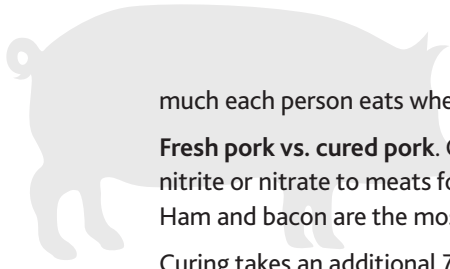 much each person eats whe
Fresh pork vs. cured pork.
nitrite or nitrate to meats fo
Ham and bacon are the mos
Curing takes an additional 7